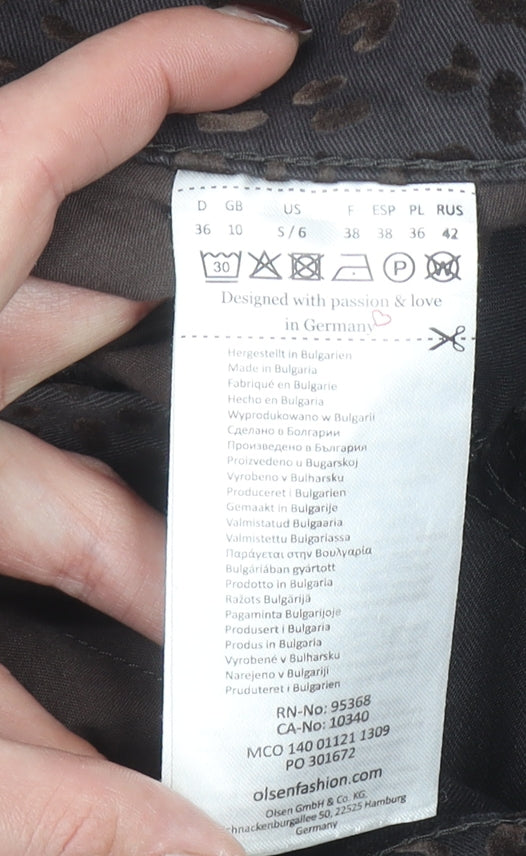 D GB US F ESP PL RUS
36 10 S/6 38 38 36 42
30 P W
Designed with passion & love
in Germany
Hergestellt in Bulgarien
Made in Bulgaria
Fabriqué en Bulgarie
Hecho en Bulgaria
Wyprodukowano w Bulgarii
Сделано в Болгарии
Произведено в България
Proizvedeno u Bugarskoj
Vyrobeno v Bulharsku
Produceret i Bulgarien
Gemaakt in Bulgarije
Valmistatud Bulgaaria
Valmistettu Bulgariassa
Παράγεται στην Βουλγαρία
Bulgáriában gyártott
Prodotto in Bulgaria
Ražots Bulgārijā
Pagaminta Bulgarijoje
Produsert i Bulgaria
Produs in Bulgaria
Vyrobené v Bulharsku
Narejeno v Bulgariji
Pruduteret i Bulgarien
RN-No: 95368
CA-No: 10340
MCO 140 01121 1309
PO 301672
olsenfashion.com
Olsen GmbH & Co. KG,
chnackenburgallee 50, 22525 Hamburg
Germany